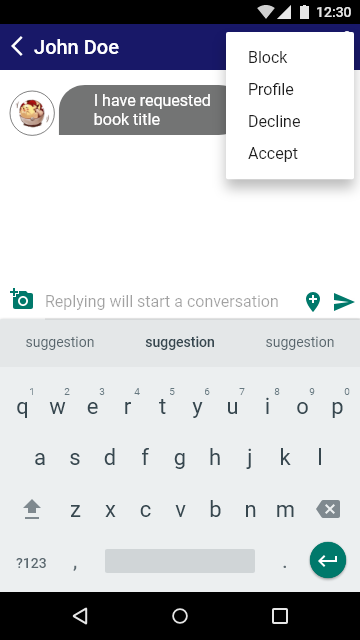 12:30
John Doe
Block
Profile
Decline
Accept
I have requested
book title
Replying will start a conversation
suggestion suggestion suggestion
1 2 3 4 5 6 7 8 9 0
q w e r t y u i o p
a s d f g h j k l
z x c v b n m
?123 , .